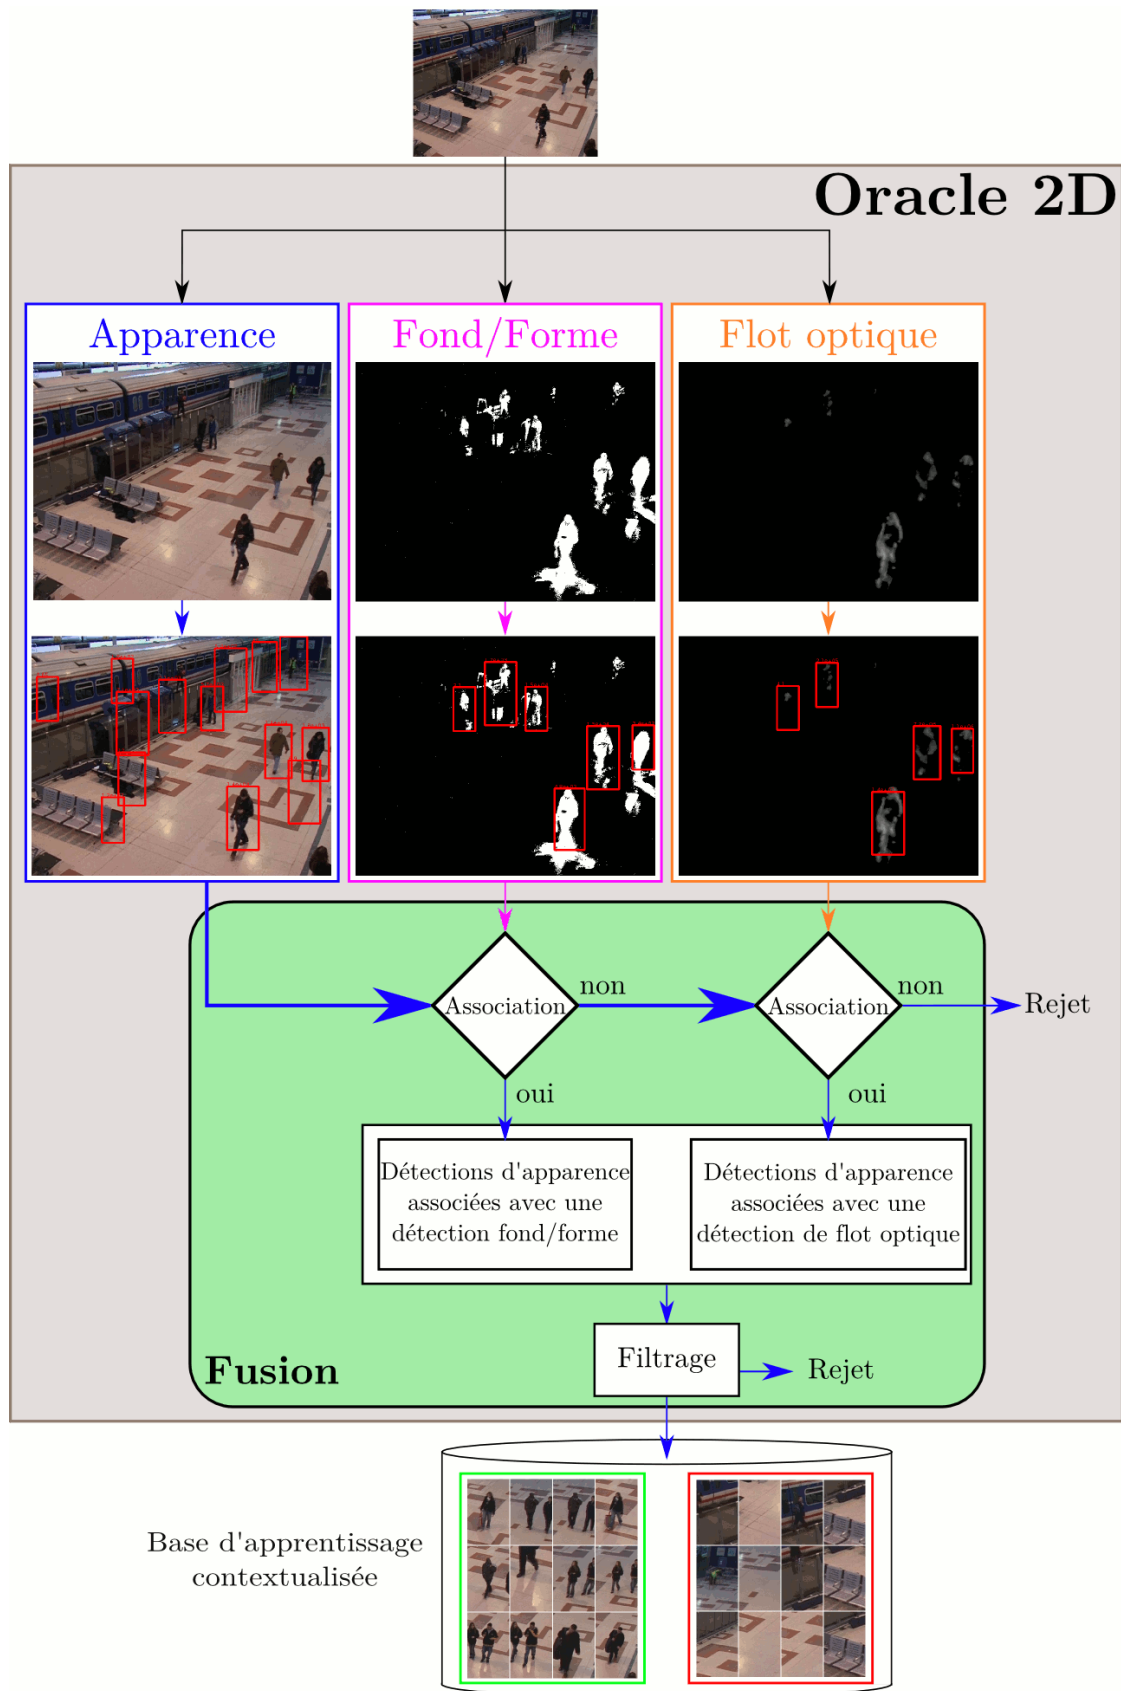 Oracle 2D
Apparence
Fond/Forme
Flot optique
Association
non
Association
non
Rejet
oui
oui
Détections d'apparence
associées avec une
détection fond/forme
Détections d'apparence
associées avec une
détection de flot optique
Filtrage
Rejet
Fusion
Base d'apprentissage
contextualisée